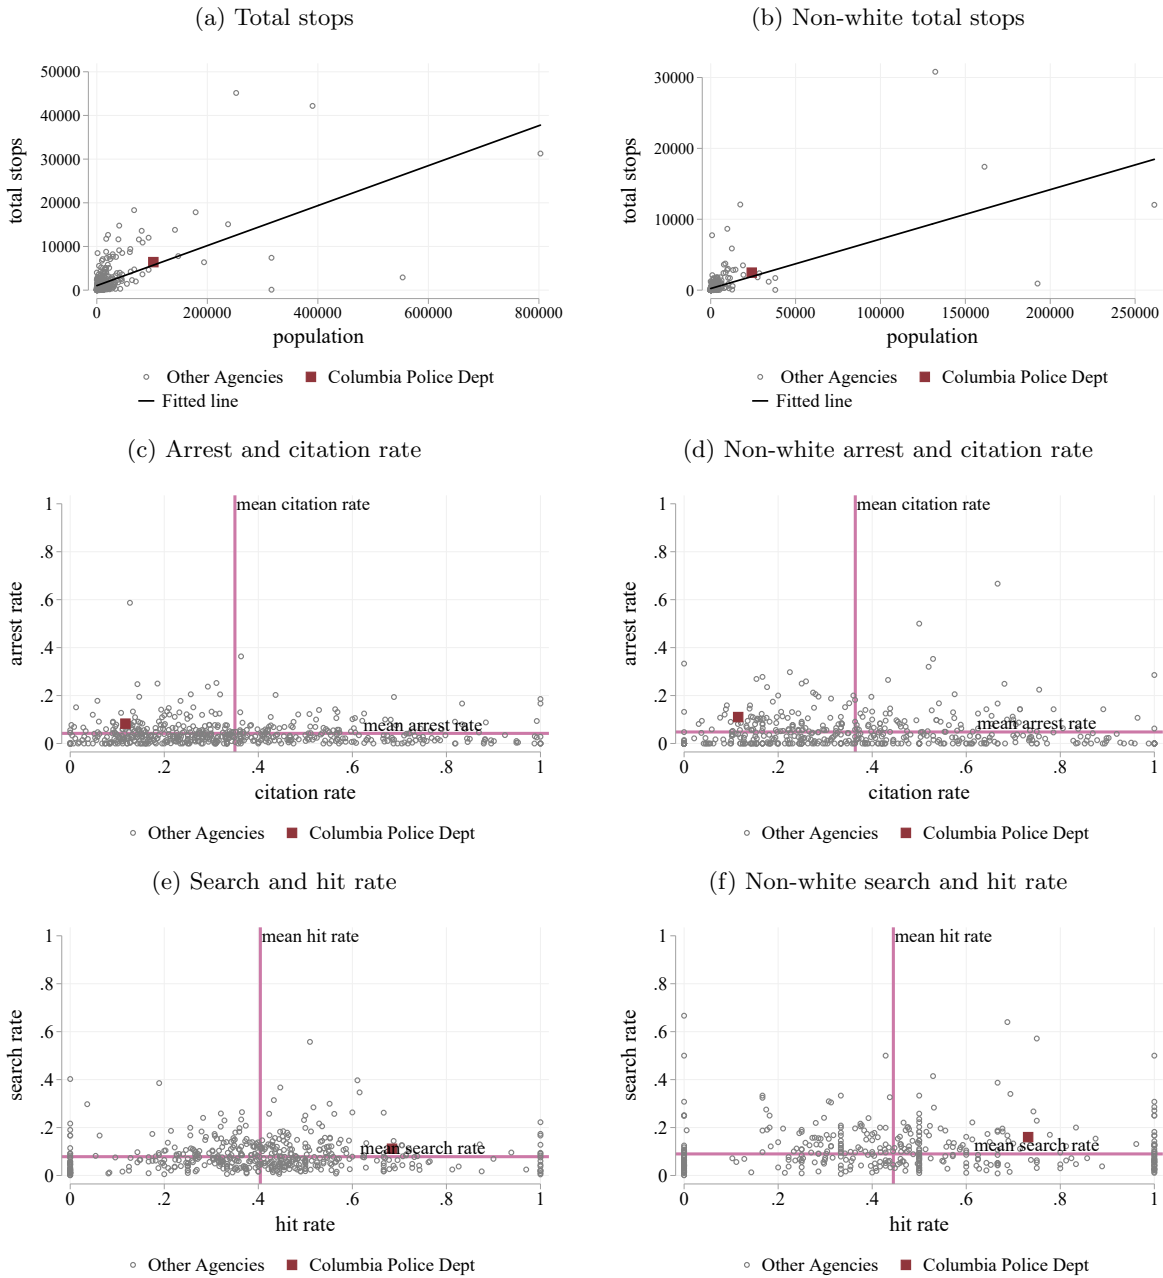 (a) Total stops
(b) Non-white total stops
50000
40000
30000
20000
10000
0
total stops
0 200000 400000 600000 800000
population
Other Agencies Columbia Police Dept
Fitted line
30000
20000
10000
0
total stops
0 50000 100000 150000 200000 250000
population
Other Agencies Columbia Police Dept
Fitted line
(c) Arrest and citation rate
(d) Non-white arrest and citation rate
1
.8
.6
.4
.2
0
arrest rate
mean citation rate
mean arrest rate
0 .2 .4 .6 .8 1
citation rate
Other Agencies Columbia Police Dept
1
.8
.6
.4
.2
0
arrest rate
mean citation rate
mean arrest rate
0 .2 .4 .6 .8 1
citation rate
Other Agencies Columbia Police Dept
(e) Search and hit rate
(f) Non-white search and hit rate
1
.8
.6
.4
.2
0
search rate
mean hit rate
mean search rate
0 .2 .4 .6 .8 1
hit rate
Other Agencies Columbia Police Dept
1
.8
.6
.4
.2
0
search rate
mean hit rate
mean search rate
0 .2 .4 .6 .8 1
hit rate
Other Agencies Columbia Police Dept